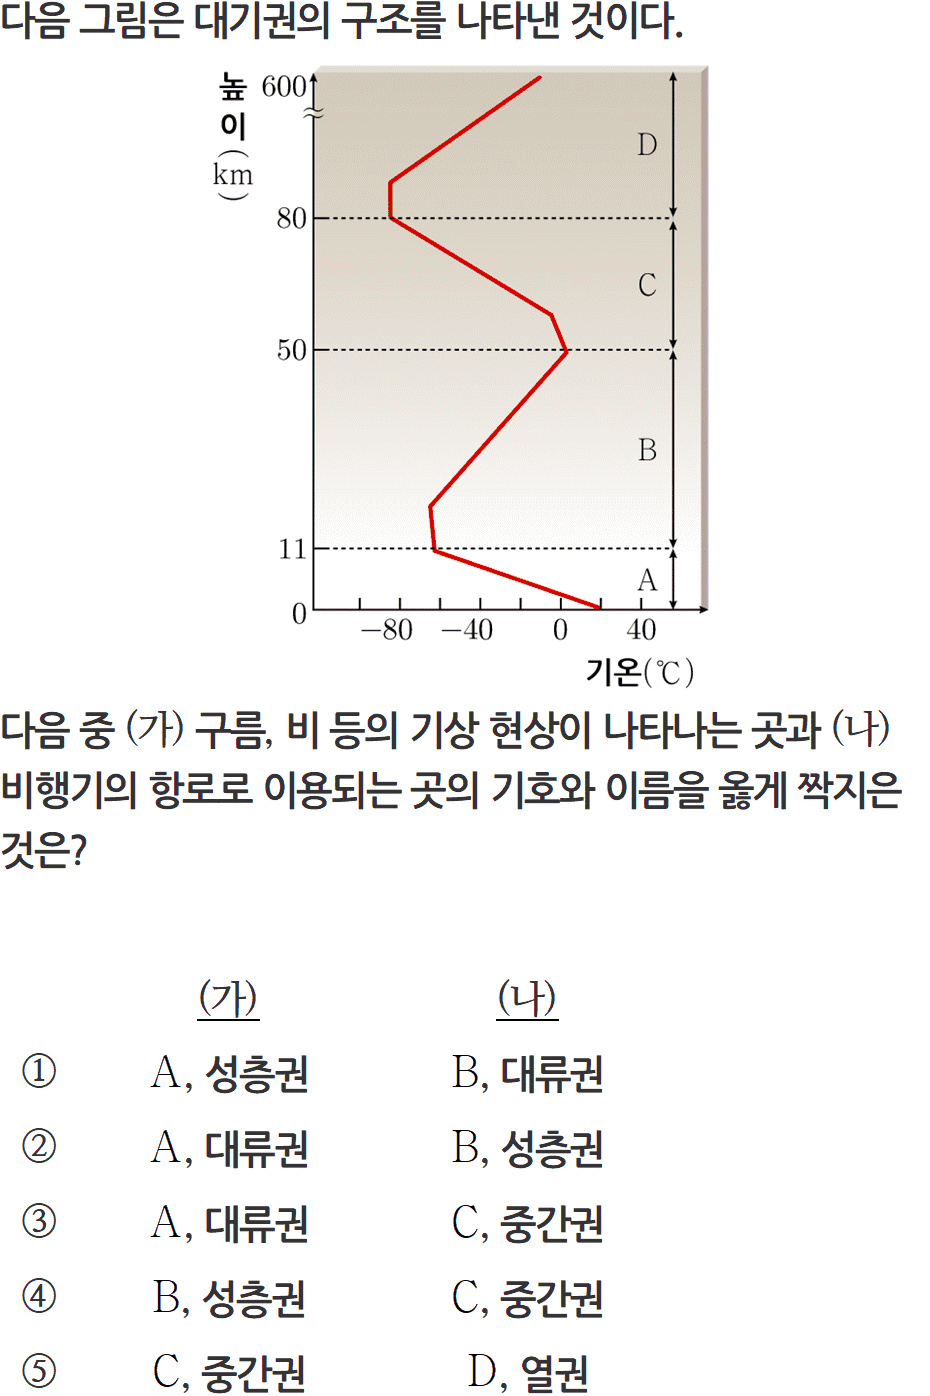 다음 그림은 대기권의 구조를 나타낸 것이다.
높이(km)
600
80
50
11
0
D
C
B
A
-80 -40 0 40
기온(℃)
다음 중 (가) 구름, 비 등의 기상 현상이 나타나는 곳과 (나)
비행기의 항로로 이용되는 곳의 기호와 이름을 옳게 짝지은
것은?
(가) (나)
① A, 성층권 B, 대류권
② A, 대류권 B, 성층권
③ A, 대류권 C, 중간권
④ B, 성층권 C, 중간권
⑤ C, 중간권 D, 열권